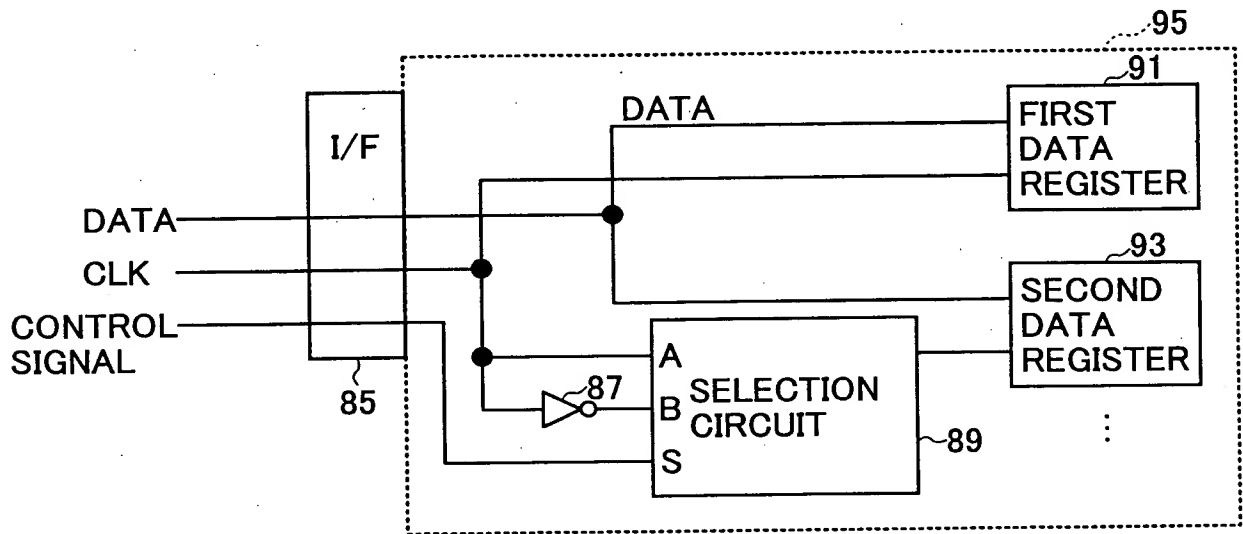 95
91
DATA
FIRST
DATA
REGISTER
I/F
DATA
CLK
CONTROL
SIGNAL
85
93
SECOND
DATA
REGISTER
A
87
B
SELECTION
CIRCUIT
S
89